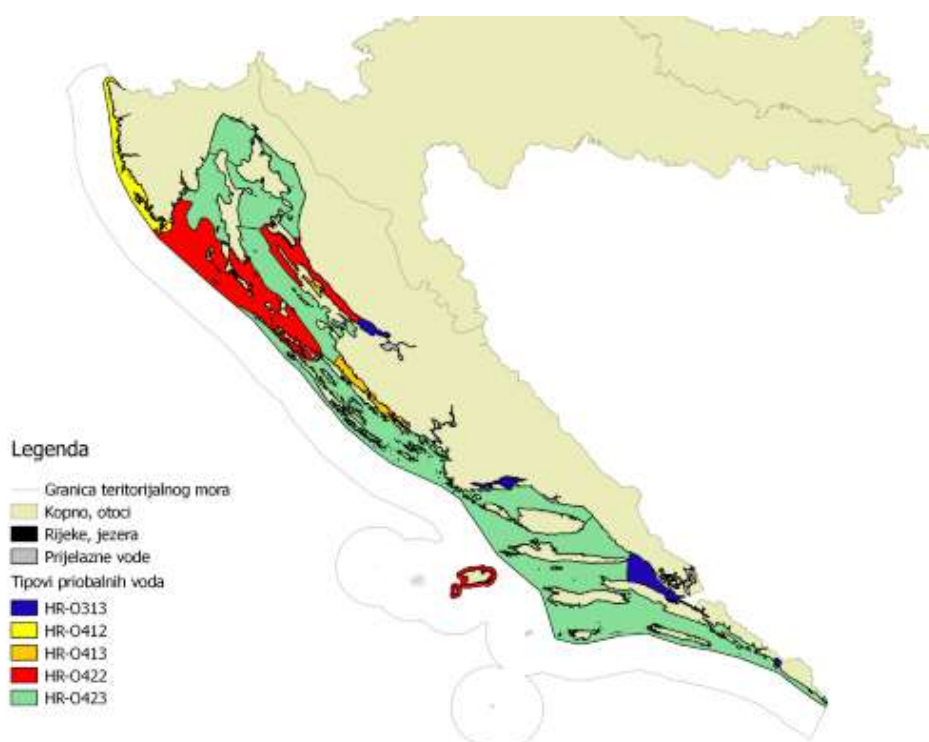 Legenda
Granica teritorijalnog mora
Kopno, otoci
Rijeke, jezera
Prijelazne vode
Tipovi priobalnih voda
HR-O313
HR-O412
HR-O413
HR-O422
HR-O423